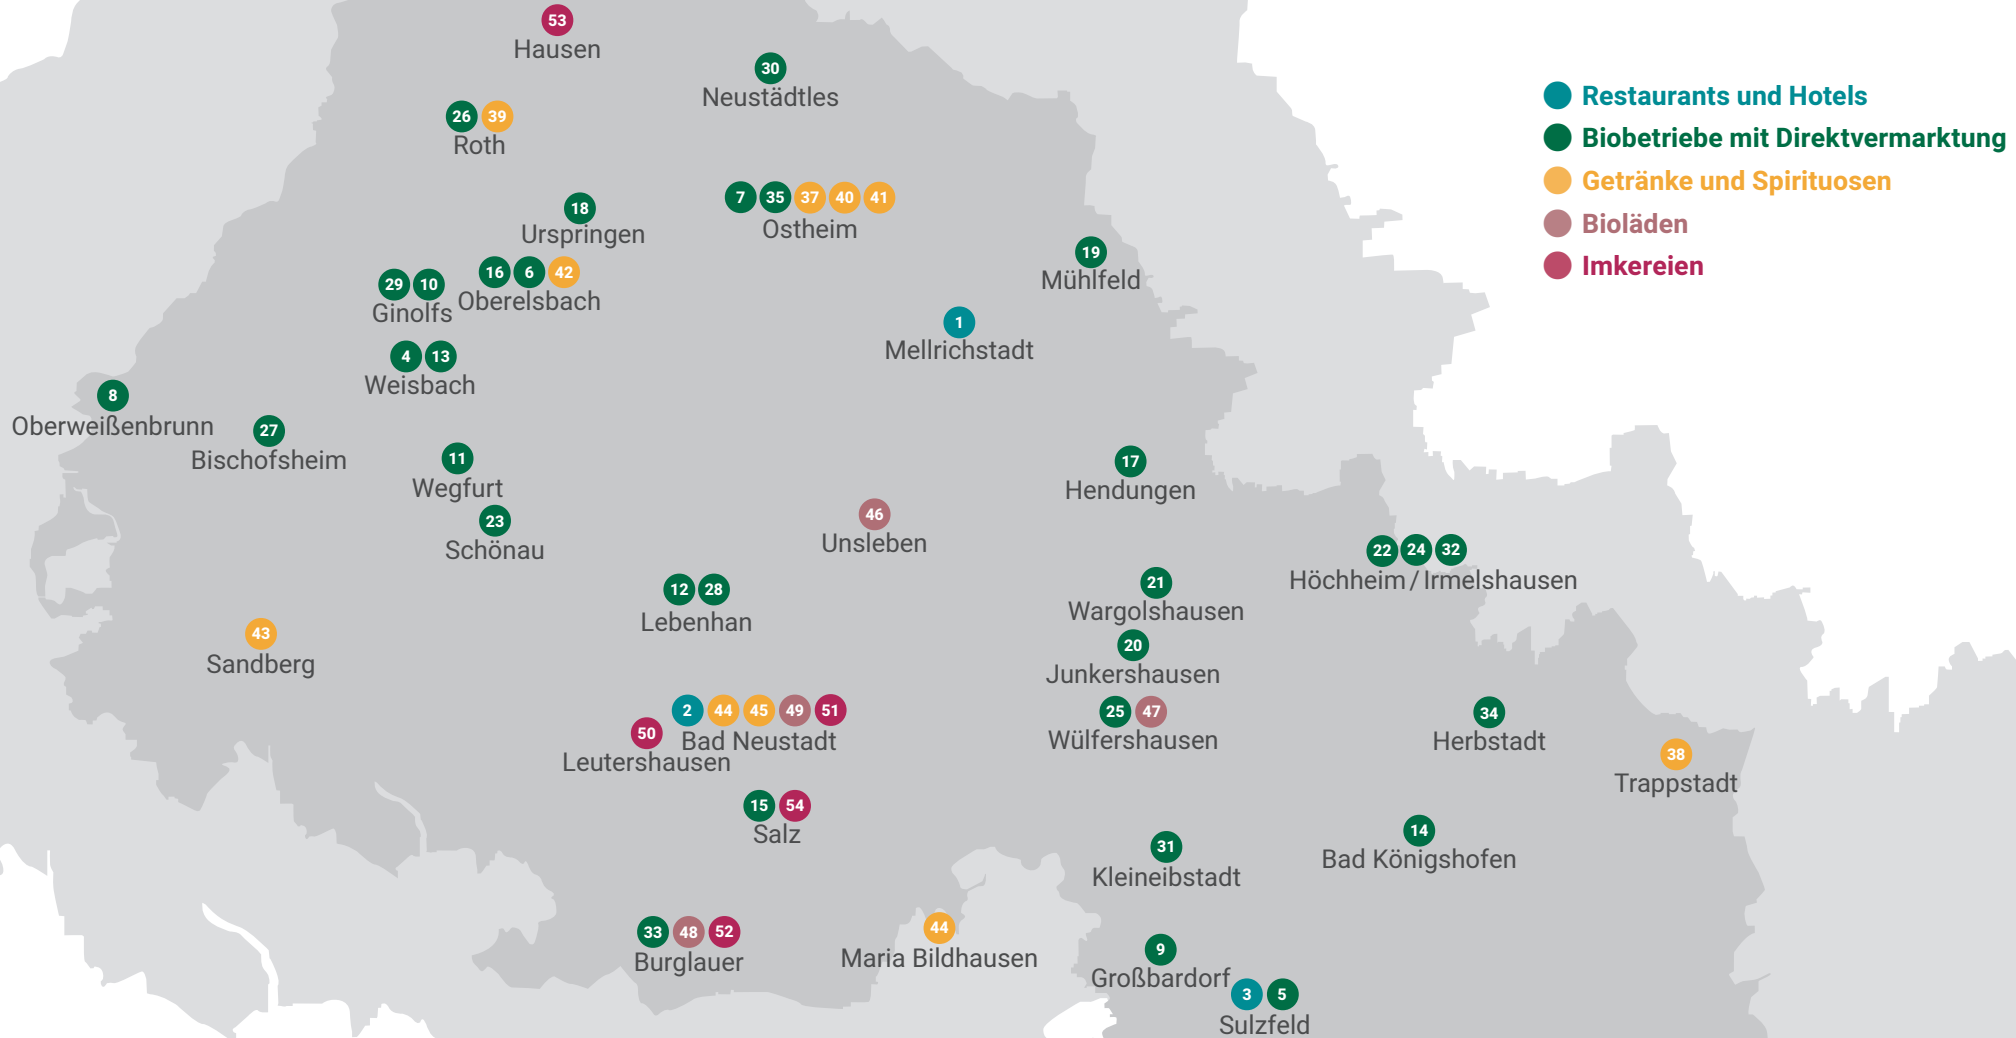 53
Hausen
30
Neustädtles
Restaurants und Hotels
Biobetriebe mit Direktvermarktung
Getränke und Spirituosen
Bioläden
Imkereien
26 39
Roth
7 35 37 40 41
Ostheim
18
Urspringen
19
Mühlfeld
16 6 42
Oberelsbach
29 10
Ginolfs
1
Mellrichstadt
4 13
Weisbach
8
Oberweißenbrunn
27
Bischofsheim
11
Wegfurt
17
Hendungen
23
Schönau
46
Unsleben
22 24 32
Höchheim / Irmelshausen
12 28
Lebenhan
21
Wargolshausen
43
Sandberg
20
Junkershausen
2 44 45 49 51
Bad Neustadt
50
Leutershausen
25 47
Wülfershausen
34
Herbstadt
38
Trappstadt
15 54
Salz
14
Bad Königshofen
31
Kleineibstadt
33 48 52
Burglauer
44
Maria Bildhausen
9
Großbardorf
3 5
Sulzfeld